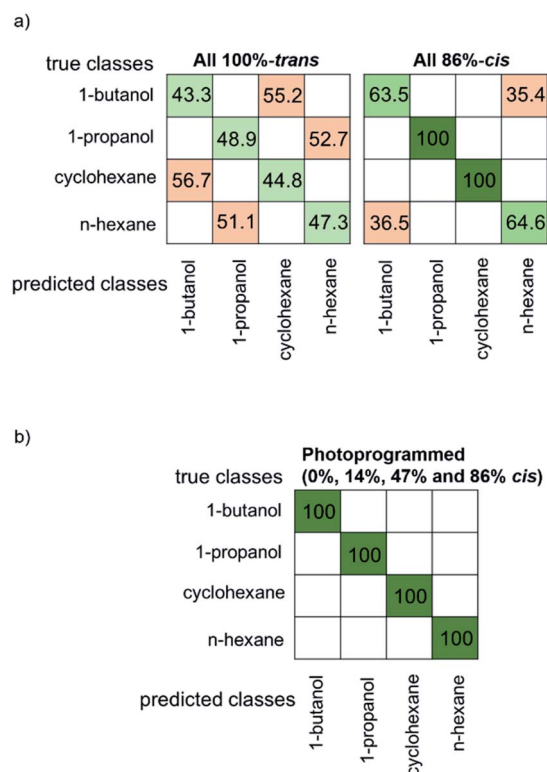 a)
All 100%-trans
All 86%-cis
true classes
1-butanol
43.3
55.2
63.5
35.4
1-propanol
48.9
52.7
100
cyclohexane
56.7
44.8
100
n-hexane
51.1
47.3
36.5
64.6
predicted classes
1-butanol
1-propanol
cyclohexane
n-hexane
1-butanol
1-propanol
cyclohexane
n-hexane
b)
Photoprogrammed
(0%, 14%, 47% and 86% cis)
true classes
1-butanol
100
1-propanol
100
cyclohexane
100
n-hexane
100
predicted classes
1-butanol
1-propanol
cyclohexane
n-hexane